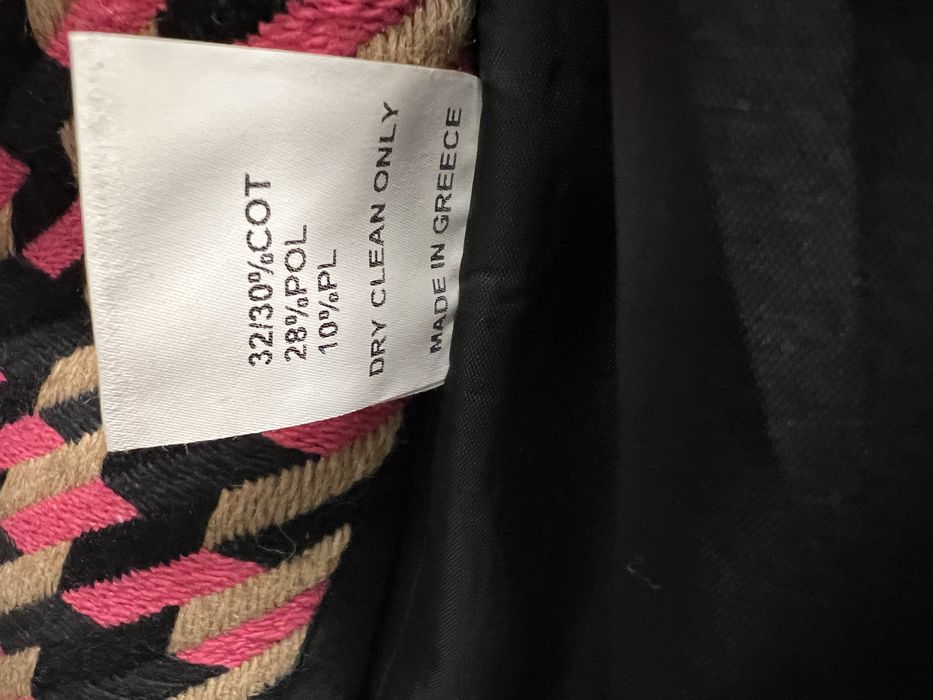 32/30%COT
28%POL
10%PL
DRY CLEAN ONLY
MADE IN GREECE